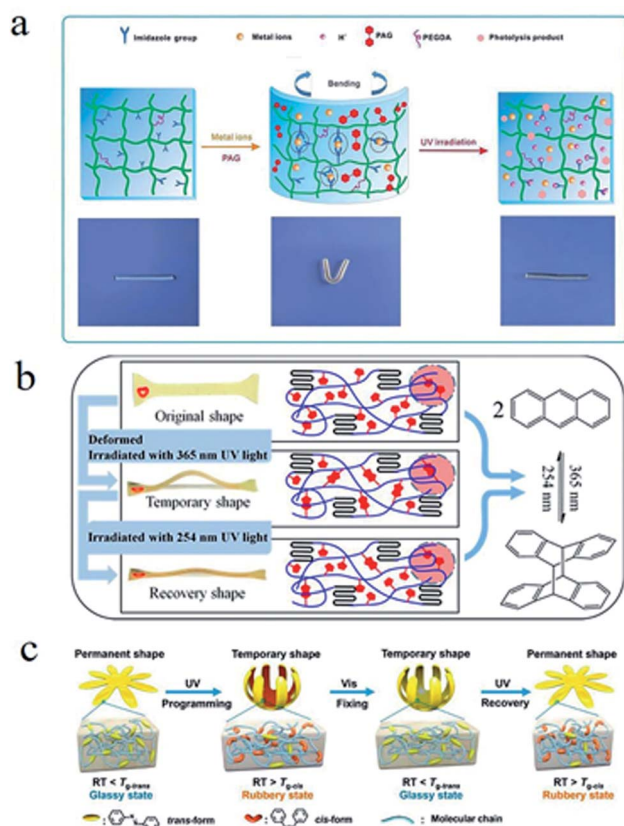 a
Imidazole group Metal ions H⁺ PAG PEGDA Photolysis product
Bending
Metal ions
PAG
UV irradiation
b
Original shape
Deformed
Irradiated with 365 nm UV light
Temporary shape
Irradiated with 254 nm UV light
Recovery shape
2
254 nm
365 nm
c
Permanent shape Temporary shape Temporary shape Permanent shape
UV Vis UV
Programming Fixing Recovery
RT < Tg-trans RT > Tg-cis RT < Tg-trans RT > Tg-cis
Glassy state Rubbery state Glassy state Rubbery state
: trans-form : cis-form : Molecular chain